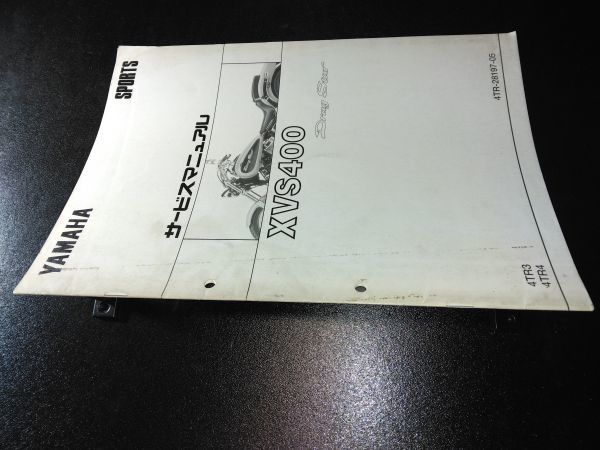 YAMAHA
SPORTS
サービスマニュアル
XVS400
Drag Star
4TR-28197-05
4TR3
4TR4